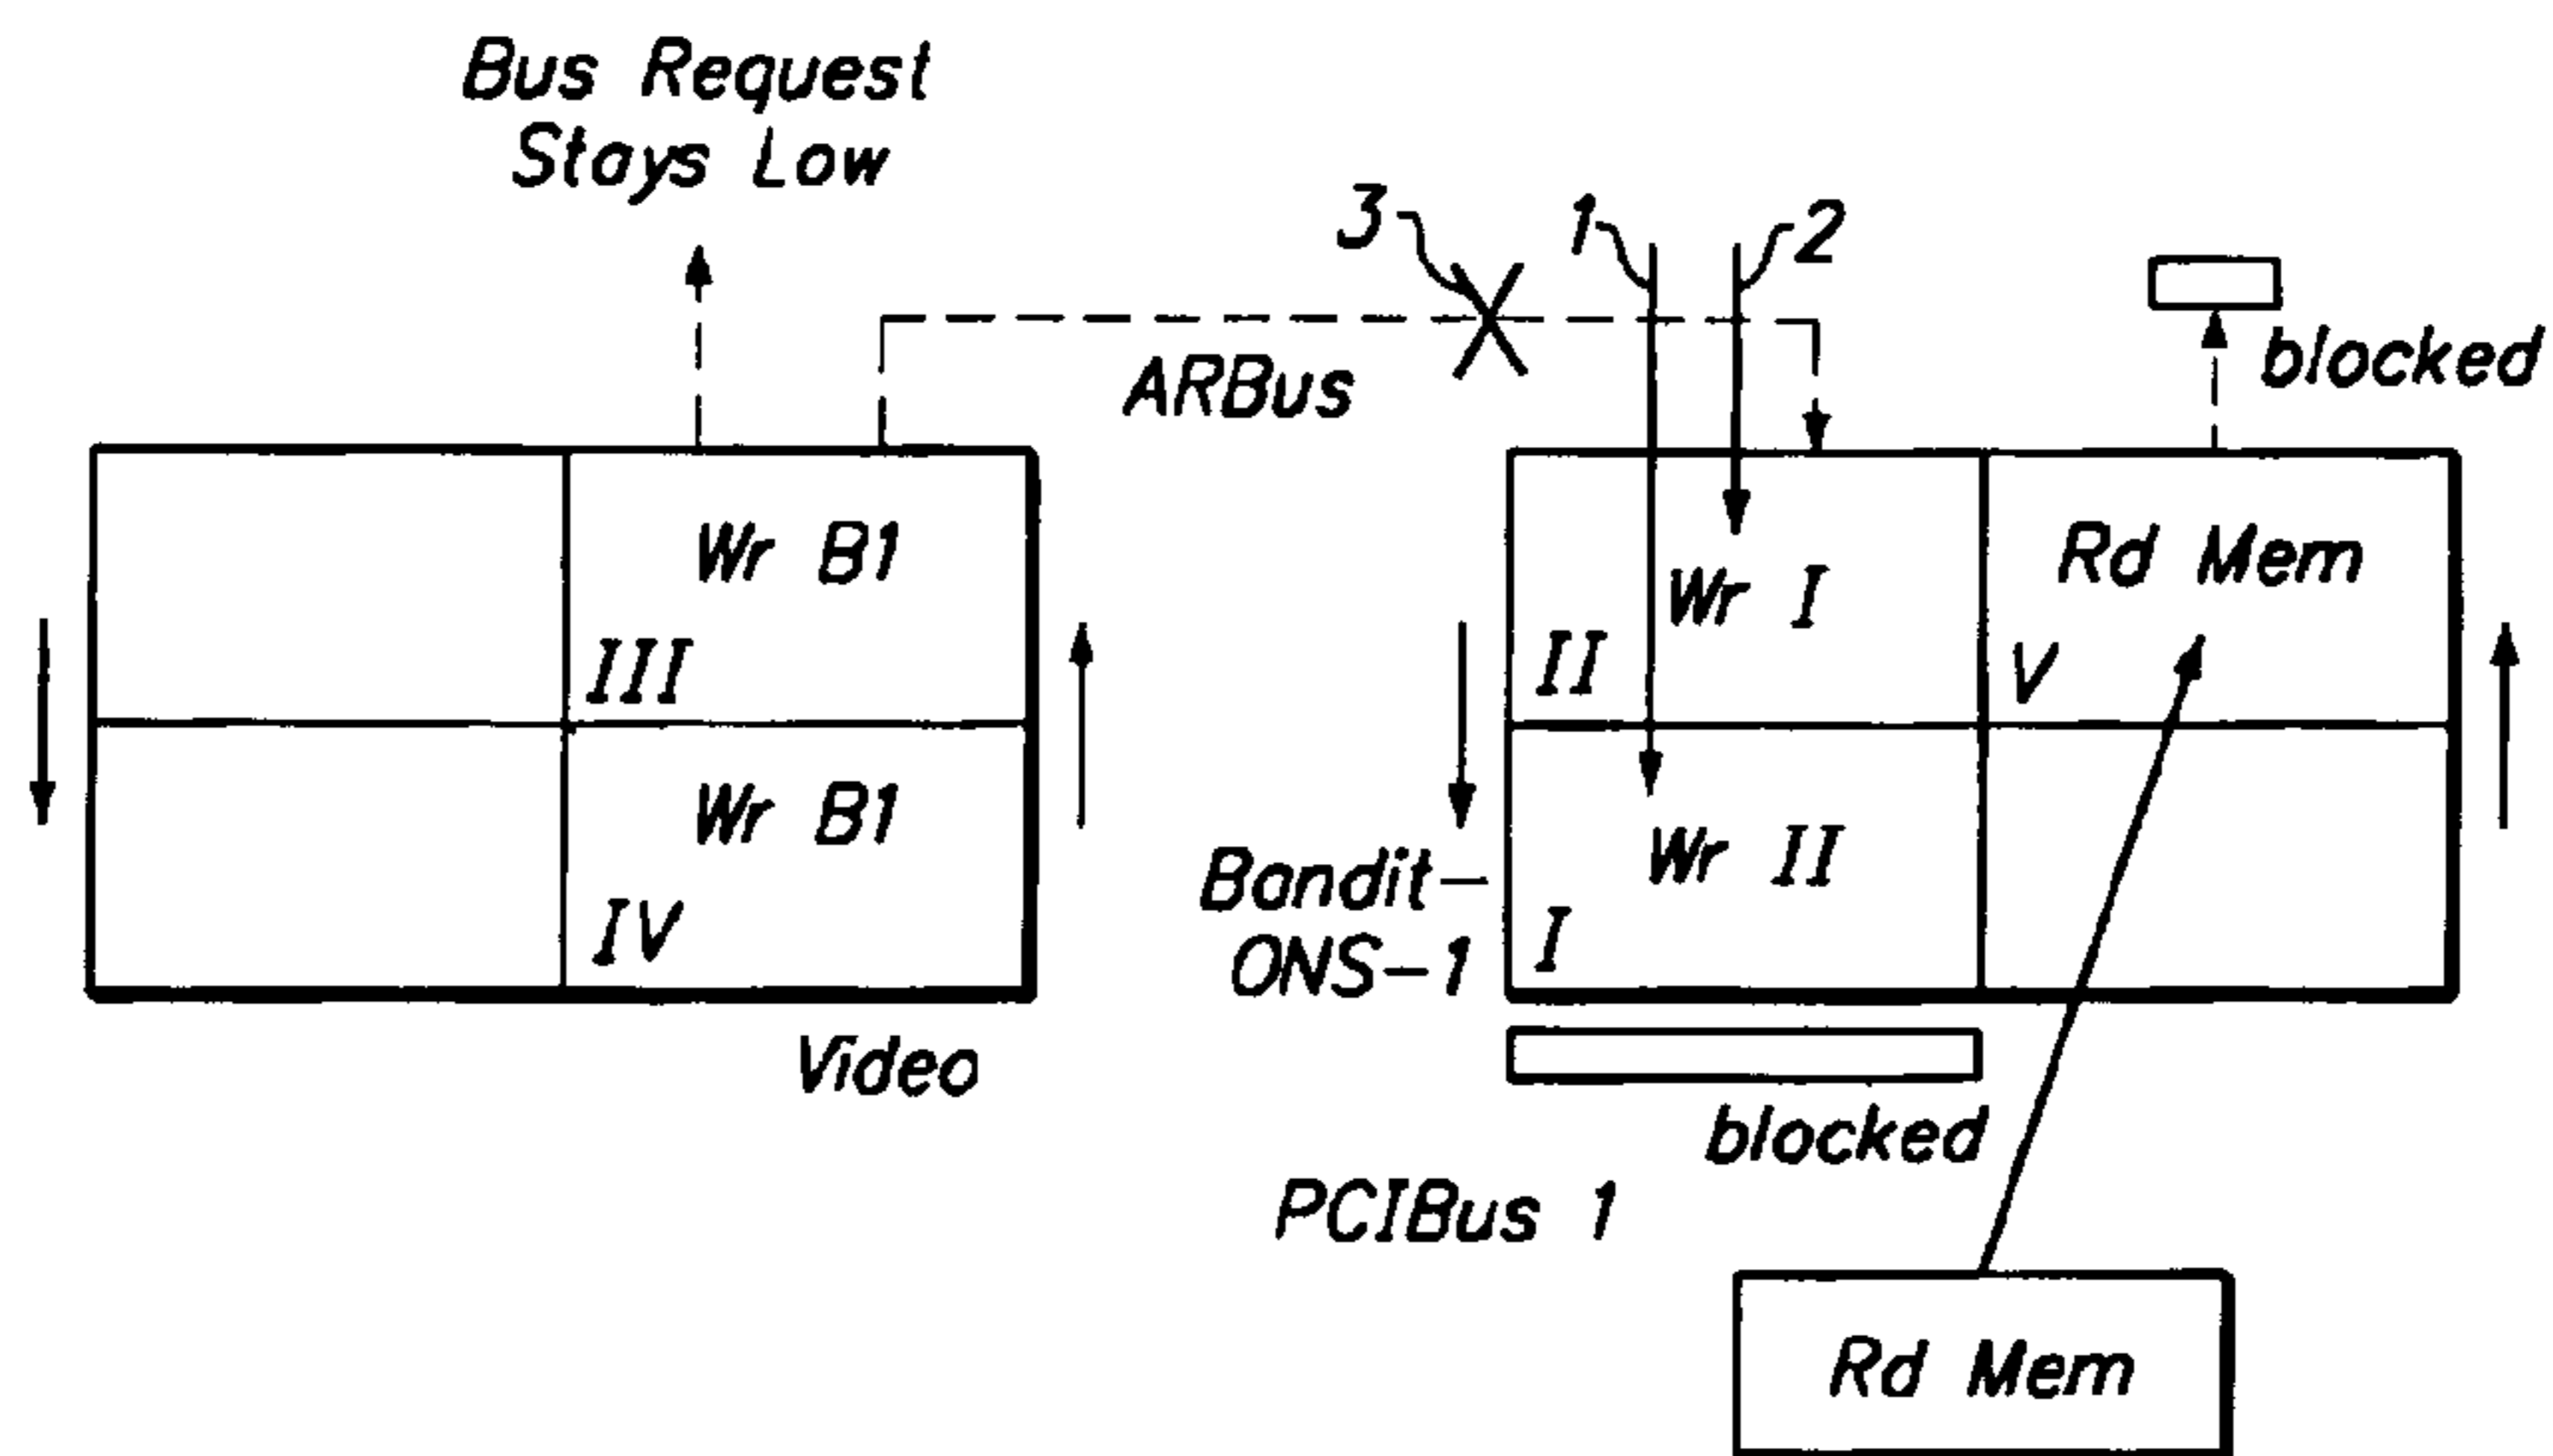 Bus Request
Stays Low
3
1
2
ARBus
blocked
Wr B1
III
Wr I
II
Rd Mem
V
Wr B1
IV
Bandit-
ONS-1
Wr II
I
Video
blocked
PCIBus 1
Rd Mem